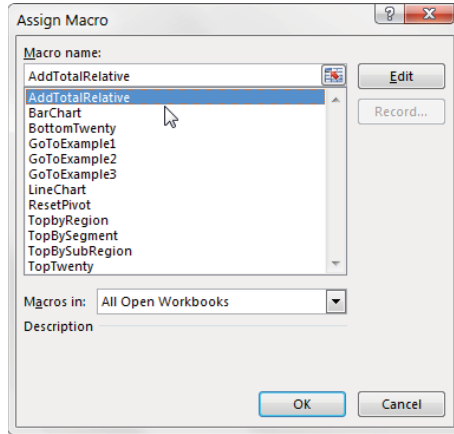 Assign Macro
Macro name:
AddTotalRelative
Edit
AddTotalRelative
Record...
BarChart
BottomTwenty
GoToExample1
GoToExample2
GoToExample3
LineChart
ResetPivot
TopbyRegion
TopBySegment
TopBySubRegion
TopTwenty
Macros in: All Open Workbooks
Description
OK Cancel